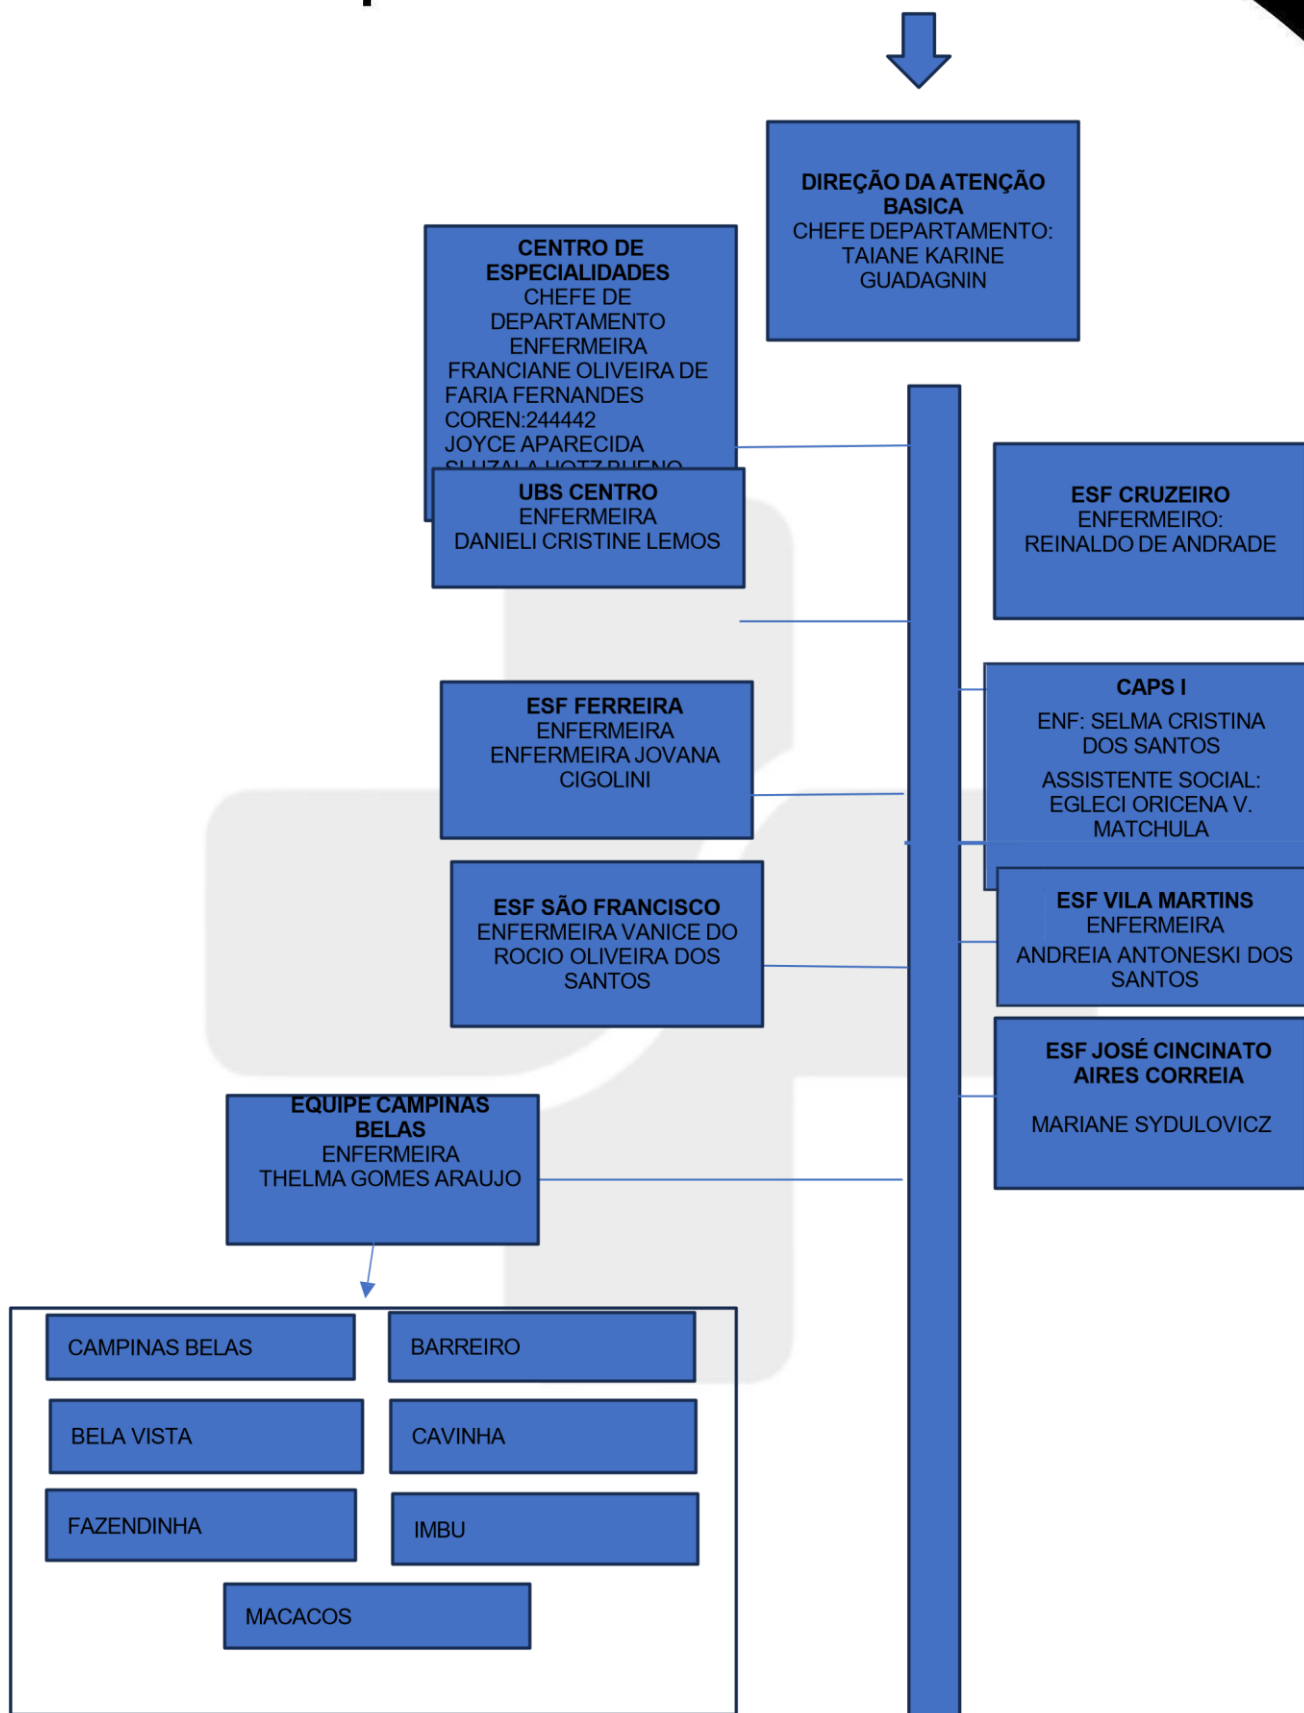 DIREÇÃO DA ATENÇÃO
BASICA
CHEFE DEPARTAMENTO:
TAIANE KARINE
GUADAGNIN
CENTRO DE
ESPECIALIDADES
CHEFE DE
DEPARTAMENTO
ENFERMEIRA
FRANCIANE OLIVEIRA DE
FARIA FERNANDES
COREN:244442
JOYCE APARECIDA
UBS CENTRO
ENFERMEIRA
DANIELI CRISTINE LEMOS
ESF CRUZEIRO
ENFERMEIRO:
REINALDO DE ANDRADE
ESF FERREIRA
ENFERMEIRA
ENFERMEIRA JOVANA
CIGOLINI
CAPS I
ENF: SELMA CRISTINA
DOS SANTOS
ASSISTENTE SOCIAL:
EGLECI ORICENA V.
MATCHULA
ESF SÃO FRANCISCO
ENFERMEIRA VANICE DO
ROCIO OLIVEIRA DOS
SANTOS
ESF VILA MARTINS
ENFERMEIRA
ANDREIA ANTONESKI DOS
SANTOS
ESF JOSÉ CINCINATO
AIRES CORREIA
MARIANE SYDULOVICZ
EQUIPE CAMPINAS
BELAS
ENFERMEIRA
THELMA GOMES ARAUJO
CAMPINAS BELAS
BARREIRO
BELA VISTA
CAVINHA
FAZENDINHA
IMBU
MACACOS